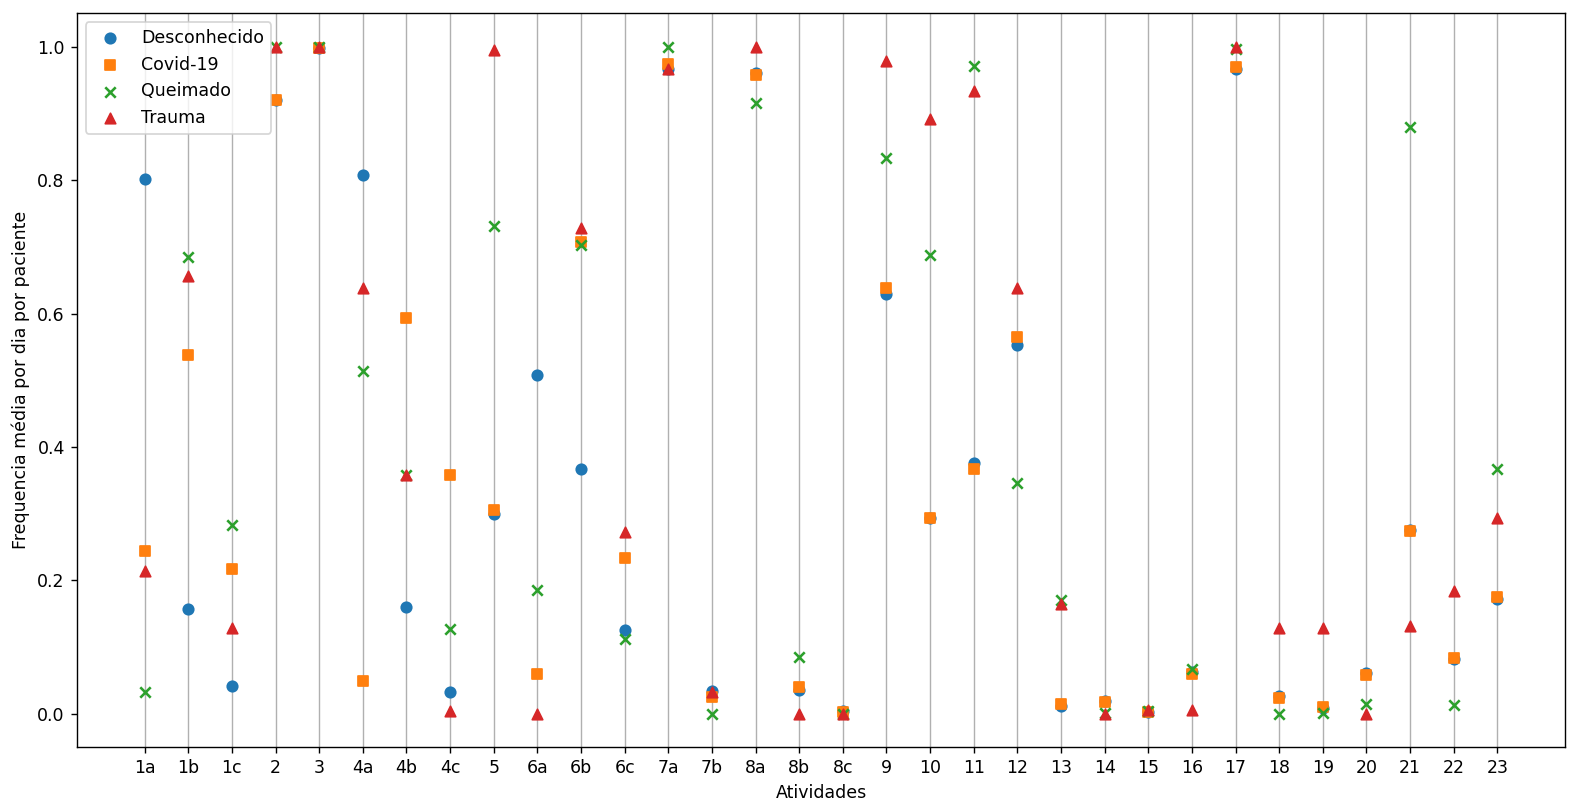 Desconhecido
Covid-19
Queimado
Trauma
1.0
0.8
0.6
0.4
0.2
0.0
Frequencia média por dia por paciente
1a 1b 1c 2 3 4a 4b 4c 5 6a 6b 6c 7a 7b 8a 8b 8c 9 10 11 12 13 14 15 16 17 18 19 20 21 22 23
Atividades